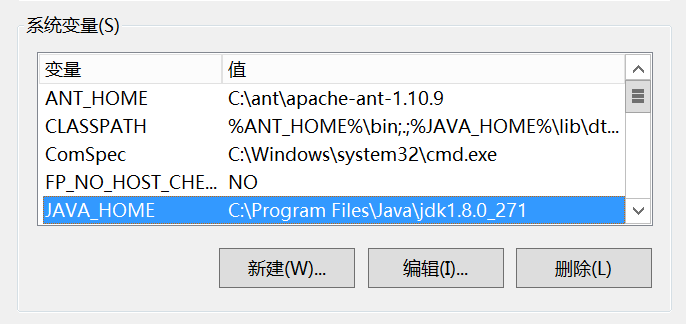 系统变量(S)
变量 值
ANT_HOME C:\ant\apache-ant-1.10.9
CLASSPATH %ANT_HOME%\bin;.;%JAVA_HOME%\lib\dt...
ComSpec C:\Windows\system32\cmd.exe
FP_NO_HOST_CHE... NO
JAVA_HOME C:\Program Files\Java\jdk1.8.0_271
新建(W)... 编辑(I)... 删除(L)